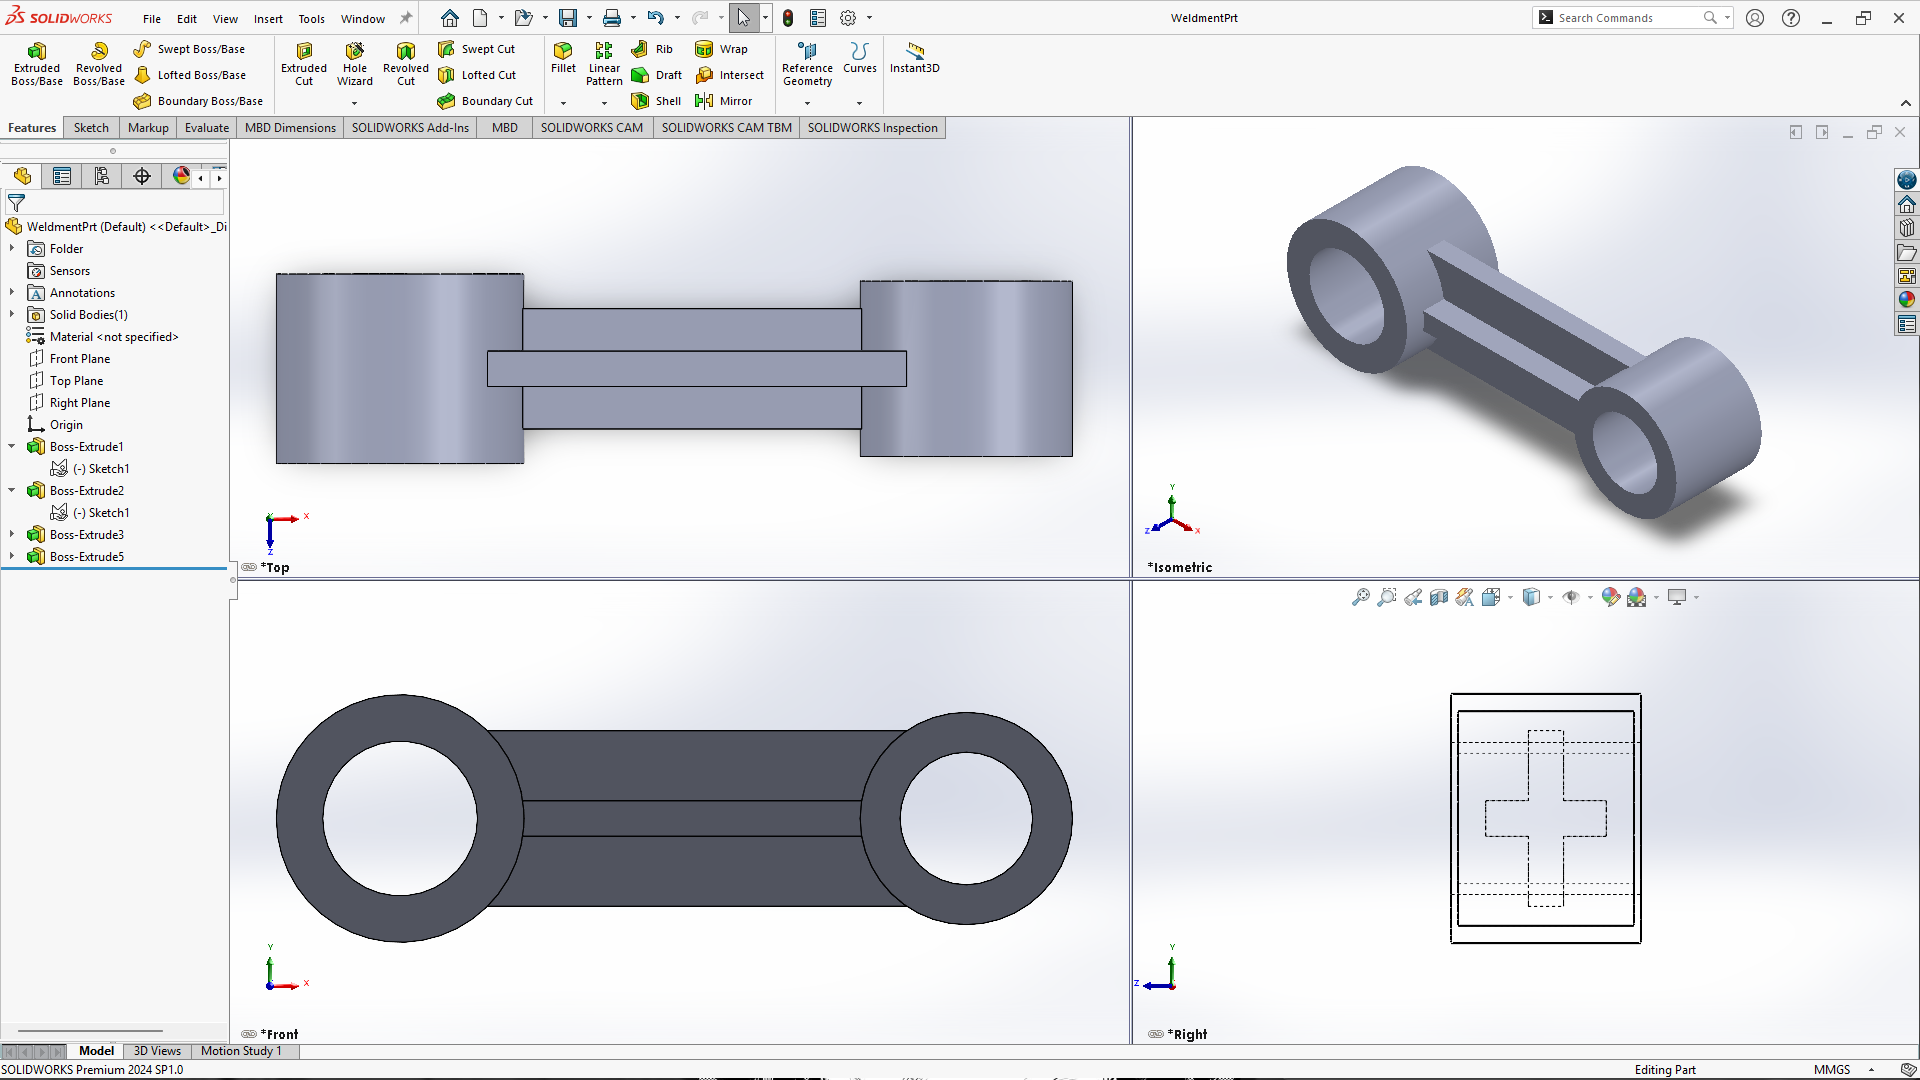 SOLIDWORKS File Edit View Insert Tools Window WeldmentPrt Search Commands
Extruded Boss/Base
Revolved Boss/Base
Swept Boss/Base
Lofted Boss/Base
Boundary Boss/Base
Extruded Cut
Hole Wizard
Revolved Cut
Swept Cut
Lofted Cut
Boundary Cut
Fillet
Linear Pattern
Rib
Draft
Shell
Wrap
Intersect
Mirror
Reference Geometry
Curves
Instant3D
Features Sketch Markup Evaluate MBD Dimensions SOLIDWORKS Add-Ins MBD SOLIDWORKS CAM SOLIDWORKS CAM TBM SOLIDWORKS Inspection
WeldmentPrt (Default) <<Default>_Di
Folder
Sensors
Annotations
Solid Bodies(1)
Material <not specified>
Front Plane
Top Plane
Right Plane
Origin
Boss-Extrude1
(-) Sketch1
Boss-Extrude2
(-) Sketch1
Boss-Extrude3
Boss-Extrude5
Y X
Z
*Top
Y
Z X
*Isometric
Y
X
*Front
Y
Z
*Right
Model 3D Views Motion Study 1
SOLIDWORKS Premium 2024 SP1.0 Editing Part MMGS